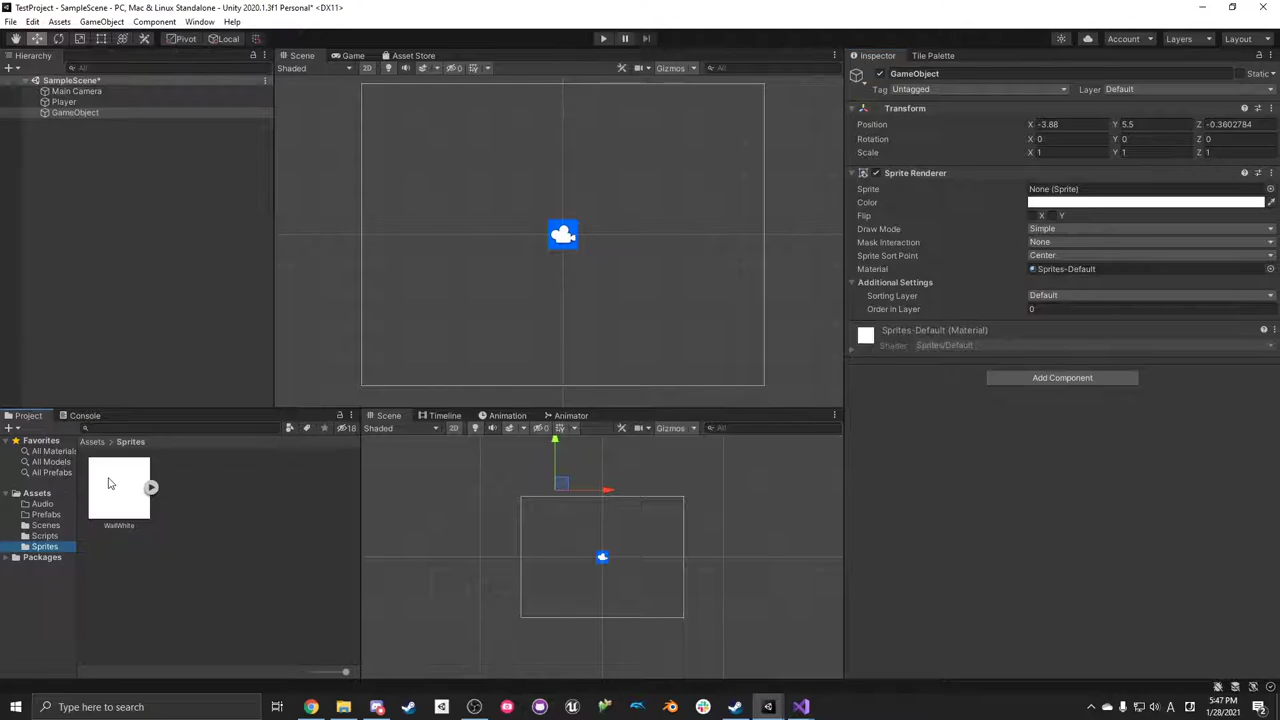 TestProject - SampleScene - PC, Mac & Linux Standalone - Unity 2020.1.3f1 Personal* <DX11>
File Edit Assets GameObject Component Window Help
Pivot Local Account Layers Layout
Hierarchy
All
SampleScene*
Main Camera
Player
GameObject
Scene Game Asset Store
Shaded 2D 0 Gizmos All
Inspector Tile Palette
GameObject Static
Tag Untagged Layer Default
Transform
Position X -3.88 Y 5.5 Z -0.3602784
Rotation X 0 Y 0 Z 0
Scale X 1 Y 1 Z 1
Sprite Renderer
Sprite None (Sprite)
Color
Flip X Y
Draw Mode Simple
Mask Interaction None
Sprite Sort Point Center
Material Sprites-Default
Additional Settings
Sorting Layer Default
Order in Layer 0
Sprites-Default (Material)
Shader Sprites/Default
Add Component
Project Console
18
Favorites
All Materials
All Models
All Prefabs
Assets
Audio
Prefabs
Scenes
Scripts
Sprites
Packages
Assets > Sprites
WallWhite
Scene Timeline Animation Animator
Shaded 2D 0 Gizmos All
Type here to search
5:47 PM
1/28/2021